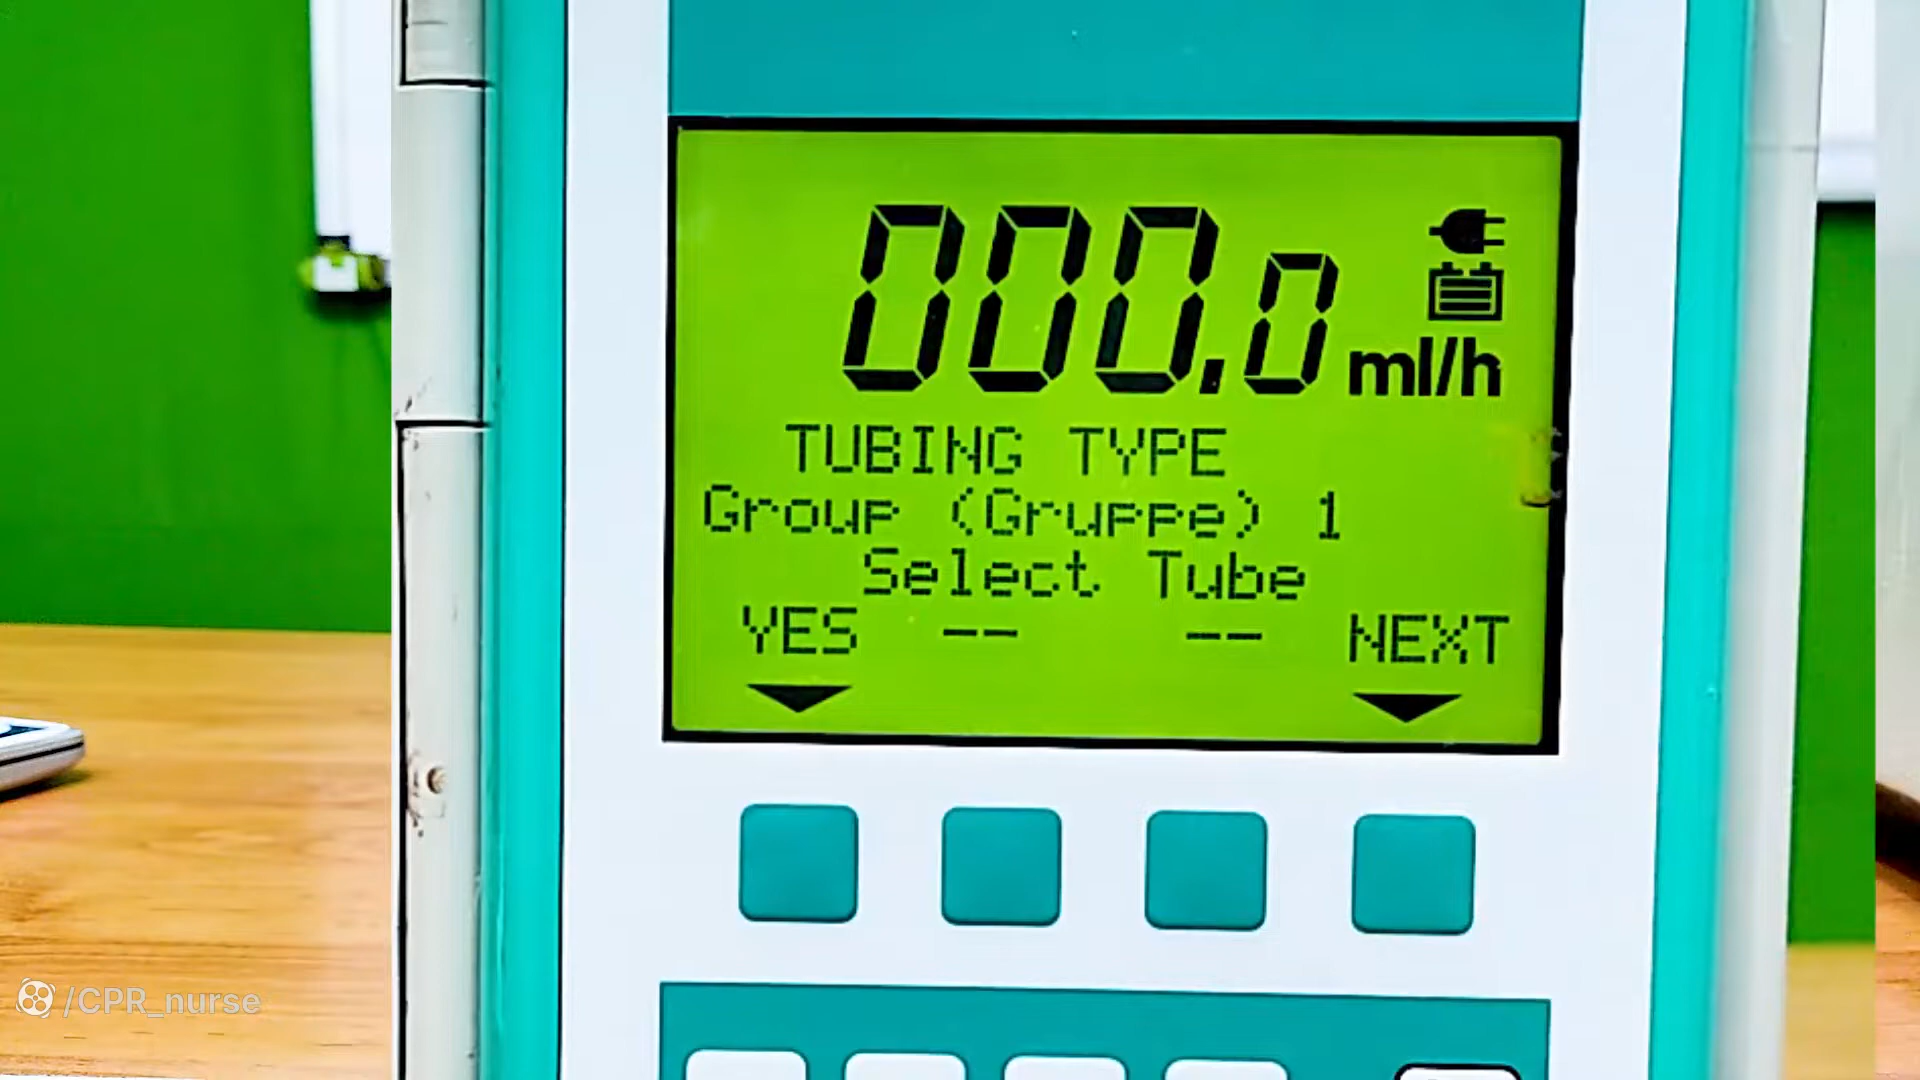 000.0 ml/h
TUBING TYPE
Group (Gruppe) 1
Select Tube
YES -- -- NEXT
/CPR_nurse